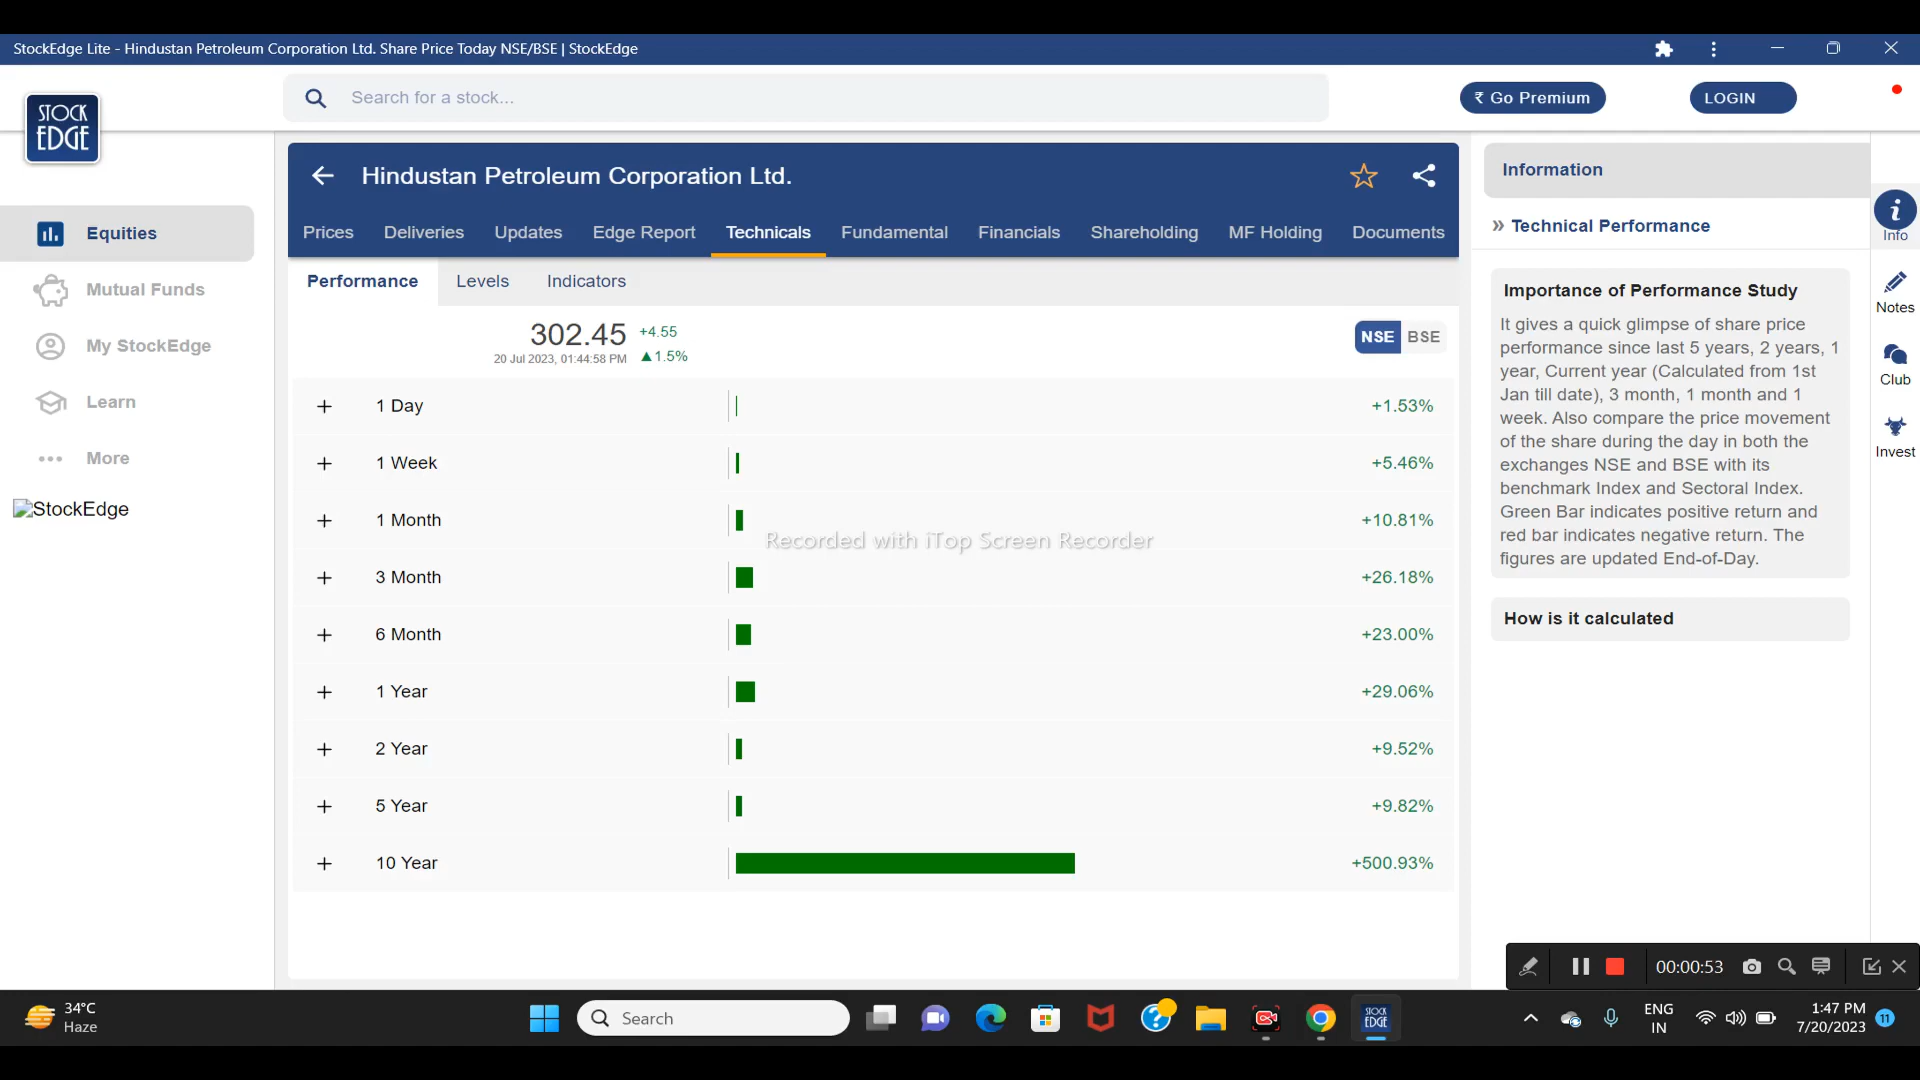 StockEdge Lite - Hindustan Petroleum Corporation Ltd. Share Price Today NSE/BSE | StockEdge
STOCK
EDGE
Search for a stock...
₹ Go Premium
LOGIN
Equities
Mutual Funds
My StockEdge
Learn
More
StockEdge
Hindustan Petroleum Corporation Ltd.
Prices Deliveries Updates Edge Report Technicals Fundamental Financials Shareholding MF Holding Documents
Performance Levels Indicators
302.45 +4.55
20 Jul 2023, 01:44:58 PM ▲1.5%
NSE BSE
+ 1 Day +1.53%
+ 1 Week +5.46%
+ 1 Month +10.81%
Recorded with iTop Screen Recorder
+ 3 Month +26.18%
+ 6 Month +23.00%
+ 1 Year +29.06%
+ 2 Year +9.52%
+ 5 Year +9.82%
+ 10 Year +500.93%
Information
» Technical Performance
Importance of Performance Study
It gives a quick glimpse of share price
performance since last 5 years, 2 years, 1
year, Current year (Calculated from 1st
Jan till date), 3 month, 1 month and 1
week. Also compare the price movement
of the share during the day in both the
exchanges NSE and BSE with its
benchmark Index and Sectoral Index.
Green Bar indicates positive return and
red bar indicates negative return. The
figures are updated End-of-Day.
How is it calculated
Info
Notes
Club
Invest
00:00:53
34°C
Haze
Search
STOCK
EDGE
ENG
IN
1:47 PM
7/20/2023
11